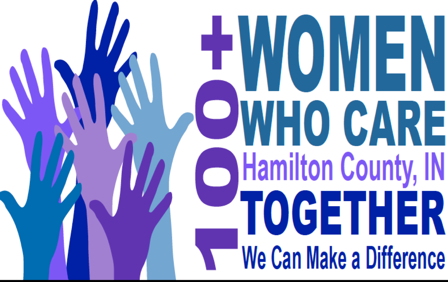 100+
WOMEN
WHO CARE
Hamilton County, IN
TOGETHER
We Can Make a Difference